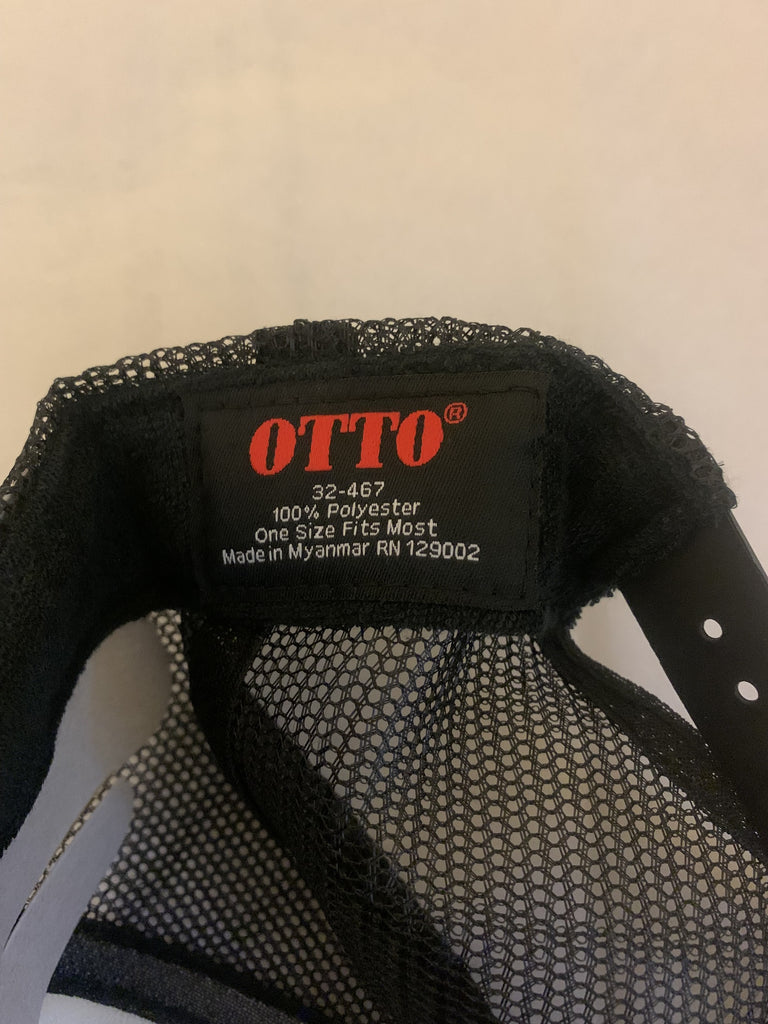 OTTO®
32-467
100% Polyester
One Size Fits Most
Made in Myanmar RN 129002